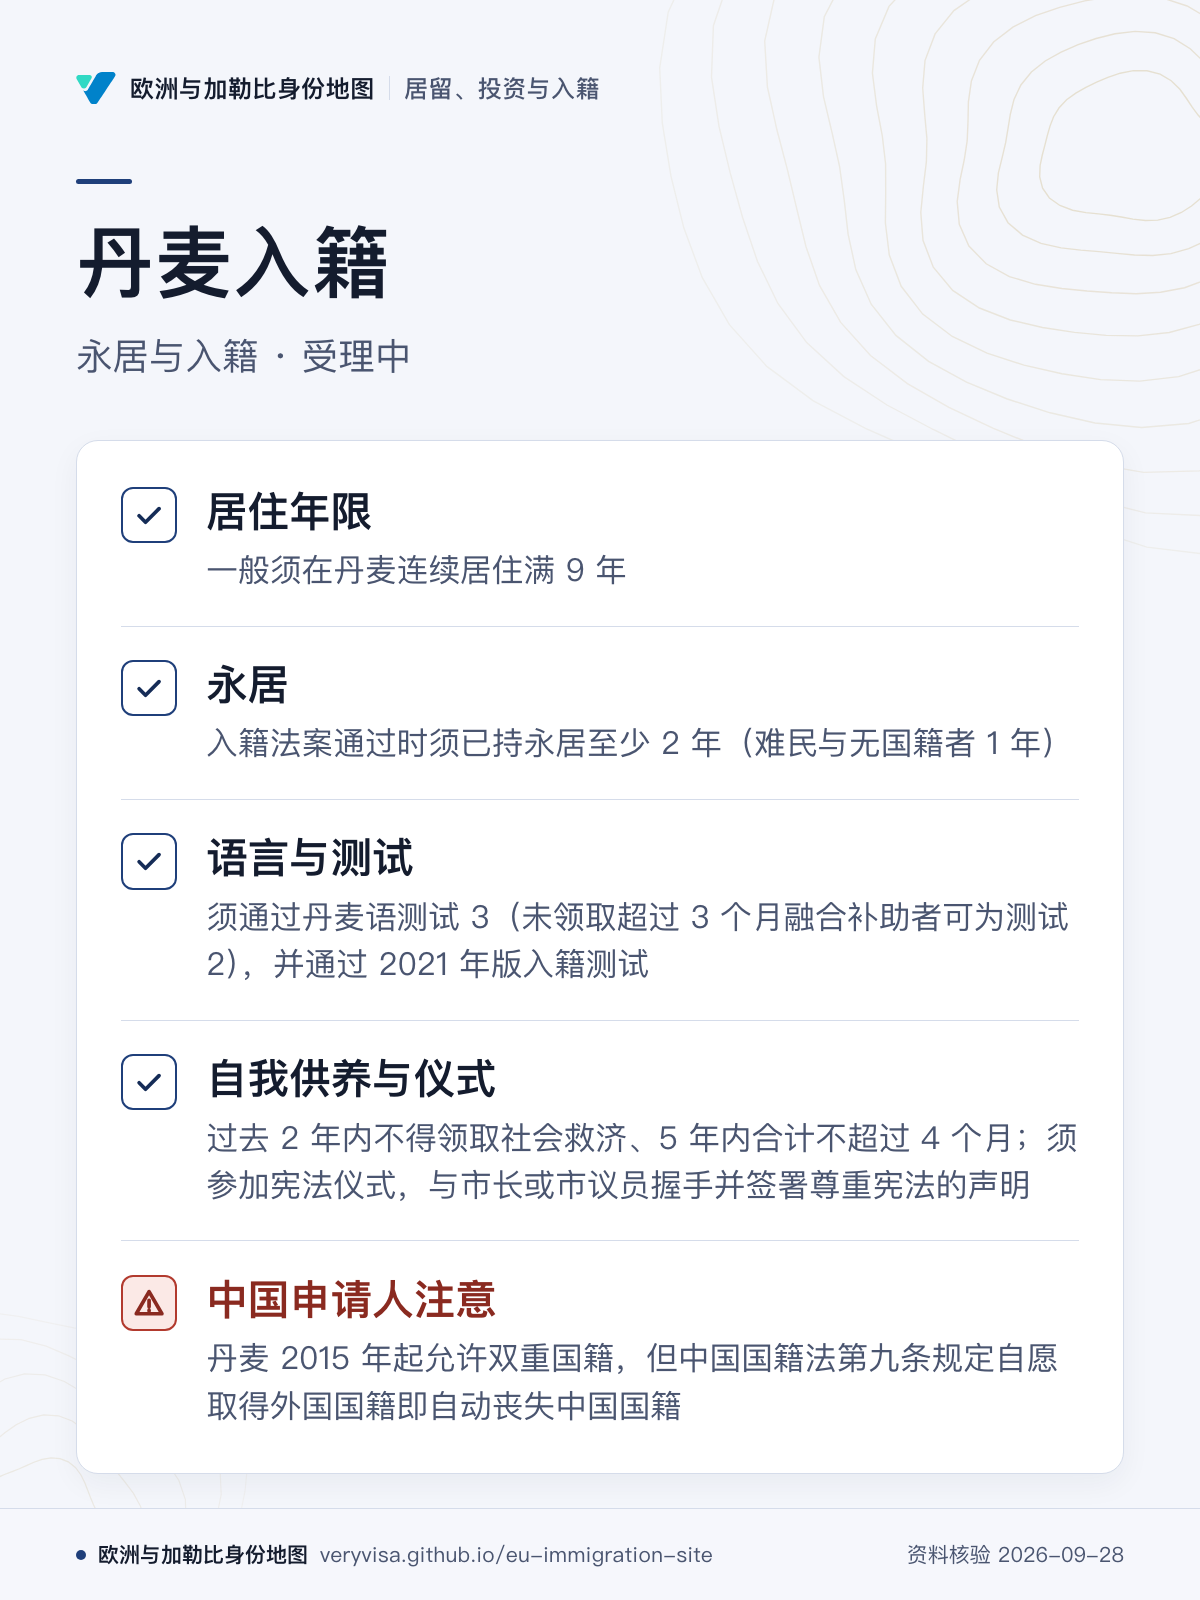 欧洲与加勒比身份地图 居留、投资与入籍
丹麦入籍
永居与入籍 · 受理中
居住年限
一般须在丹麦连续居住满 9 年
永居
入籍法案通过时须已持永居至少 2 年（难民与无国籍者 1 年）
语言与测试
须通过丹麦语测试 3（未领取超过 3 个月融合补助者可为测试
2），并通过 2021 年版入籍测试
自我供养与仪式
过去 2 年内不得领取社会救济、5 年内合计不超过 4 个月；须
参加宪法仪式，与市长或市议员握手并签署尊重宪法的声明
中国申请人注意
丹麦 2015 年起允许双重国籍，但中国国籍法第九条规定自愿
取得外国国籍即自动丧失中国国籍
欧洲与加勒比身份地图 veryvisa.github.io/eu-immigration-site 资料核验 2026-09-28